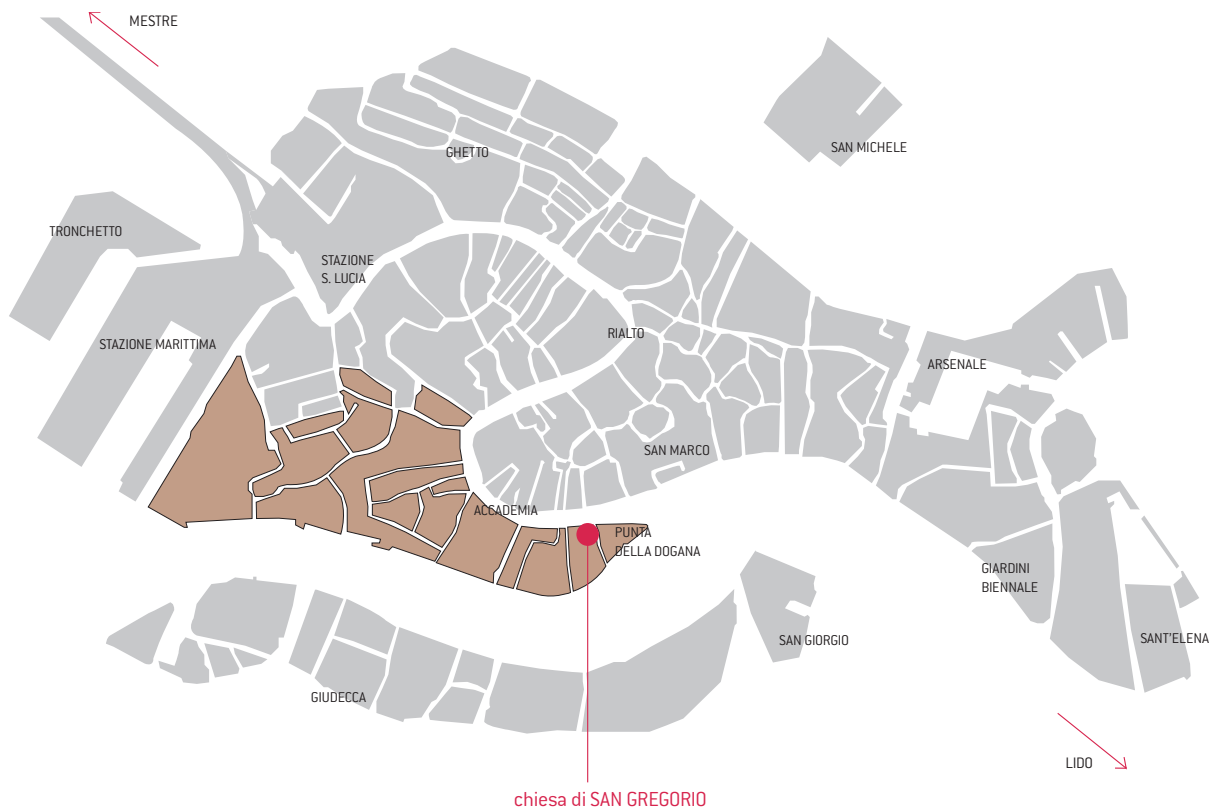 MESTRE
SAN MICHELE
GHETTO
TRONCHETTO
STAZIONE
S. LUCIA
RIALTO
STAZIONE MARITTIMA
ARSENALE
SAN MARCO
ACCADEMIA
PUNTA
DELLA DOGANA
GIARDINI
BIENNALE
SAN GIORGIO
SANT'ELENA
GIUDECCA
LIDO
chiesa di SAN GREGORIO